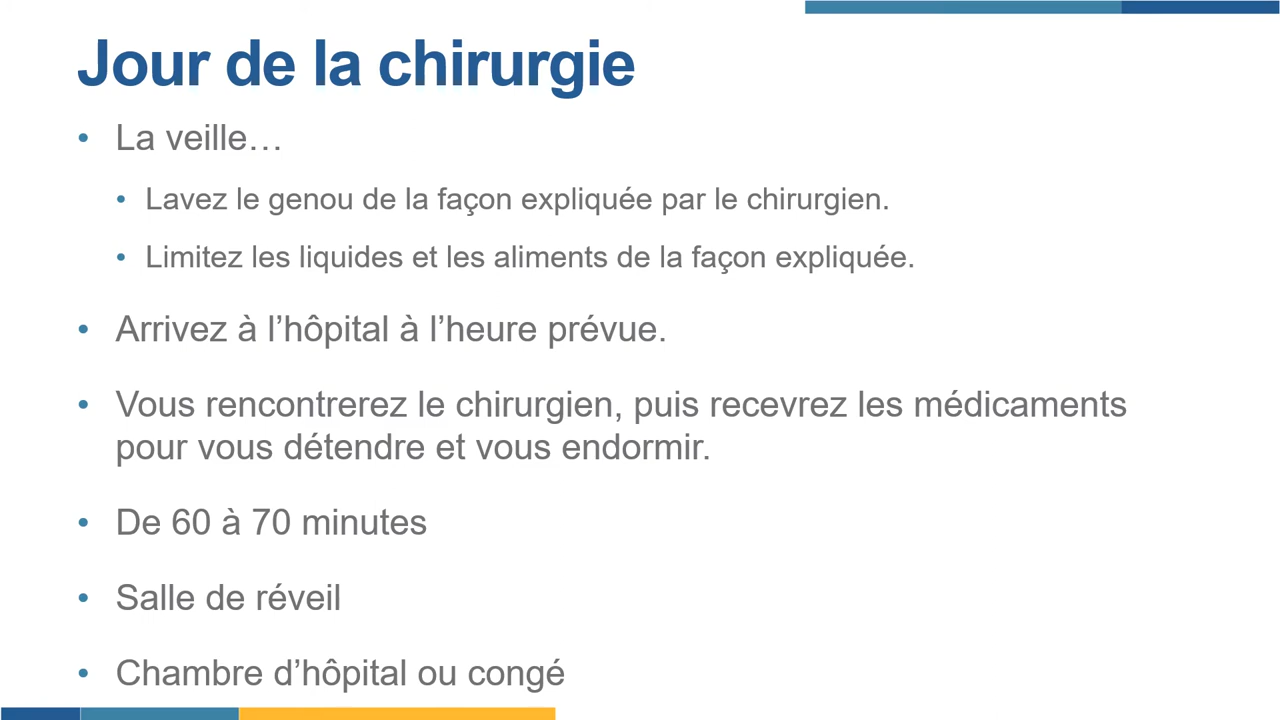 Jour de la chirurgie
• La veille…
• Lavez le genou de la façon expliquée par le chirurgien.
• Limitez les liquides et les aliments de la façon expliquée.
• Arrivez à l’hôpital à l’heure prévue.
• Vous rencontrerez le chirurgien, puis recevrez les médicaments
pour vous détendre et vous endormir.
• De 60 à 70 minutes
• Salle de réveil
• Chambre d’hôpital ou congé